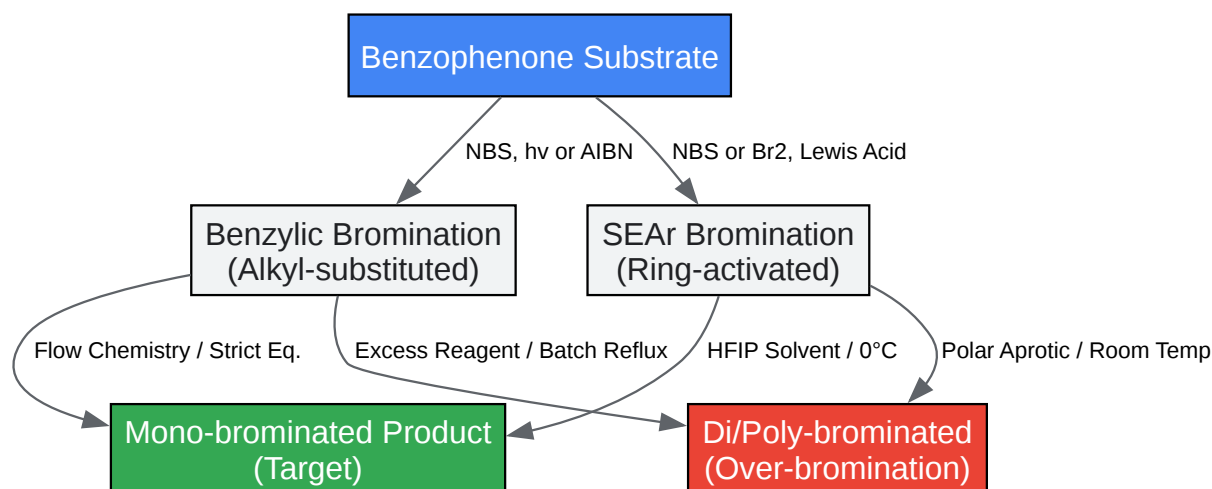 Benzophenone Substrate
NBS, hv or AIBN
NBS or Br2, Lewis Acid
Benzylic Bromination
(Alkyl-substituted)
SEAr Bromination
(Ring-activated)
Flow Chemistry / Strict Eq.
Excess Reagent / Batch Reflux
HFIP Solvent / 0°C
Polar Aprotic / Room Temp
Mono-brominated Product
(Target)
Di/Poly-brominated
(Over-bromination)